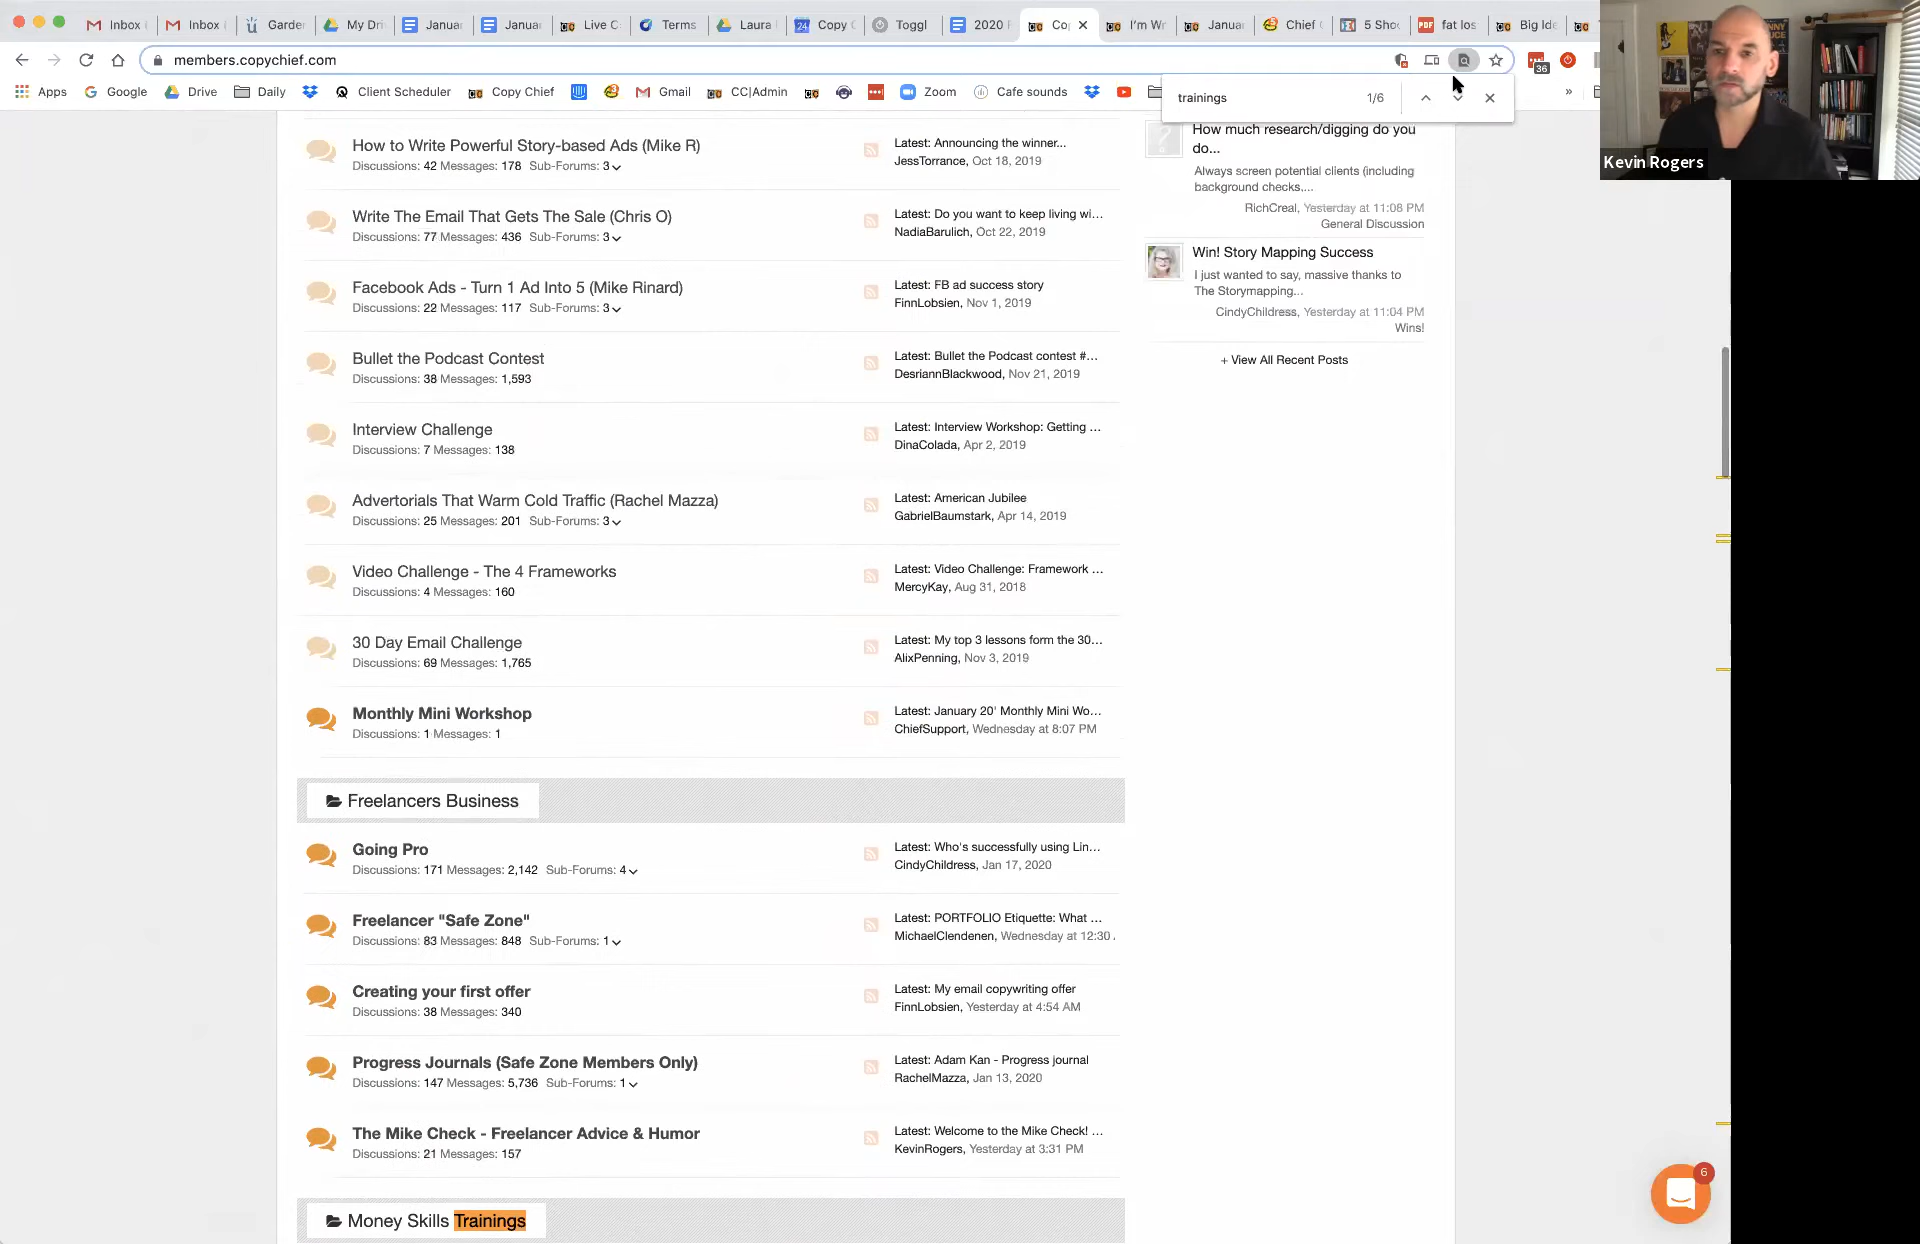 Inbox Inbox Garder My Dri Januar Januar Live C Terms Laura Copy C Toggl 2020 F Co I'm Wr Januar Chief 5 Shoc fat los Big Ide
members.copychief.com
36
Apps Google Drive Daily Client Scheduler Copy Chief Gmail CC|Admin Zoom Cafe sounds »
trainings 1/6
Kevin Rogers
How to Write Powerful Story-based Ads (Mike R)
Discussions: 42 Messages: 178 Sub-Forums: 3
Latest: Announcing the winner...
JessTorrance, Oct 18, 2019
Write The Email That Gets The Sale (Chris O)
Discussions: 77 Messages: 436 Sub-Forums: 3
Latest: Do you want to keep living wi...
NadiaBarulich, Oct 22, 2019
Facebook Ads - Turn 1 Ad Into 5 (Mike Rinard)
Discussions: 22 Messages: 117 Sub-Forums: 3
Latest: FB ad success story
FinnLobsien, Nov 1, 2019
Bullet the Podcast Contest
Discussions: 38 Messages: 1,593
Latest: Bullet the Podcast contest #...
DesriannBlackwood, Nov 21, 2019
Interview Challenge
Discussions: 7 Messages: 138
Latest: Interview Workshop: Getting ...
DinaColada, Apr 2, 2019
Advertorials That Warm Cold Traffic (Rachel Mazza)
Discussions: 25 Messages: 201 Sub-Forums: 3
Latest: American Jubilee
GabrielBaumstark, Apr 14, 2019
Video Challenge - The 4 Frameworks
Discussions: 4 Messages: 160
Latest: Video Challenge: Framework ...
MercyKay, Aug 31, 2018
30 Day Email Challenge
Discussions: 69 Messages: 1,765
Latest: My top 3 lessons form the 30...
AlixPenning, Nov 3, 2019
Monthly Mini Workshop
Discussions: 1 Messages: 1
Latest: January 20' Monthly Mini Wo...
ChiefSupport, Wednesday at 8:07 PM
Freelancers Business
Going Pro
Discussions: 171 Messages: 2,142 Sub-Forums: 4
Latest: Who's successfully using Lin...
CindyChildress, Jan 17, 2020
Freelancer "Safe Zone"
Discussions: 83 Messages: 848 Sub-Forums: 1
Latest: PORTFOLIO Etiquette: What ...
MichaelClendenen, Wednesday at 12:30
Creating your first offer
Discussions: 38 Messages: 340
Latest: My email copywriting offer
FinnLobsien, Yesterday at 4:54 AM
Progress Journals (Safe Zone Members Only)
Discussions: 147 Messages: 5,736 Sub-Forums: 1
Latest: Adam Kan - Progress journal
RachelMazza, Jan 13, 2020
The Mike Check - Freelancer Advice & Humor
Discussions: 21 Messages: 157
Latest: Welcome to the Mike Check! ...
KevinRogers, Yesterday at 3:31 PM
Money Skills Trainings
How much research/digging do you
do...
Always screen potential clients (including
background checks,...
RichCreal, Yesterday at 11:08 PM
General Discussion
Win! Story Mapping Success
I just wanted to say, massive thanks to
The Storymapping...
CindyChildress, Yesterday at 11:04 PM
Wins!
+ View All Recent Posts
6